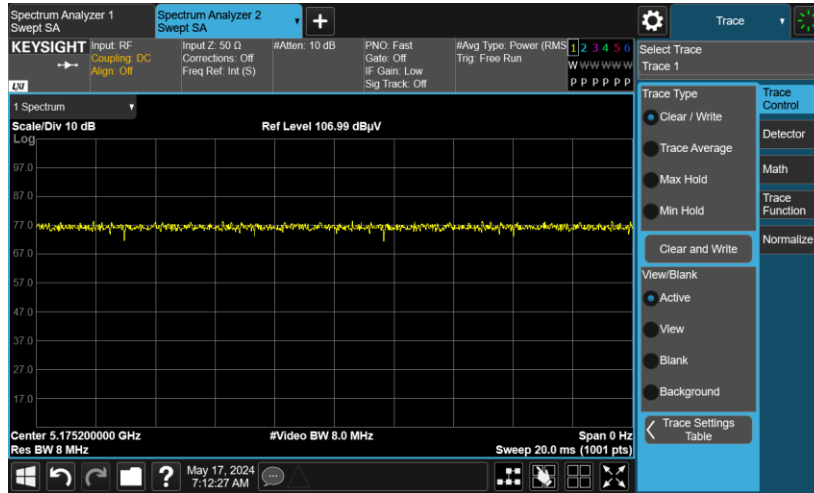 Spectrum Analyzer 1
Swept SA
Spectrum Analyzer 2
Swept SA
+
Trace
KEYSIGHT
LXI
Input: RF
Coupling: DC
Align: Off
Input Z: 50 Ω
Corrections: Off
Freq Ref: Int (S)
#Atten: 10 dB
PNO: Fast
Gate: Off
IF Gain: Low
Sig Track: Off
#Avg Type: Power (RMS
Trig: Free Run
1 2 3 4 5 6
W W W W W W
P P P P P P
Select Trace
Trace 1
1 Spectrum
Scale/Div 10 dB
Ref Level 106.99 dBµV
Log
97.0
87.0
77.0
67.0
57.0
47.0
37.0
27.0
17.0
Center 5.175200000 GHz
Res BW 8 MHz
#Video BW 8.0 MHz
Span 0 Hz
Sweep 20.0 ms (1001 pts)
Trace Type
Clear / Write
Trace Average
Max Hold
Min Hold
Clear and Write
View/Blank
Active
View
Blank
Background
Trace Settings
Table
Trace
Control
Detector
Math
Trace
Function
Normalize
?
May 17, 2024
7:12:27 AM